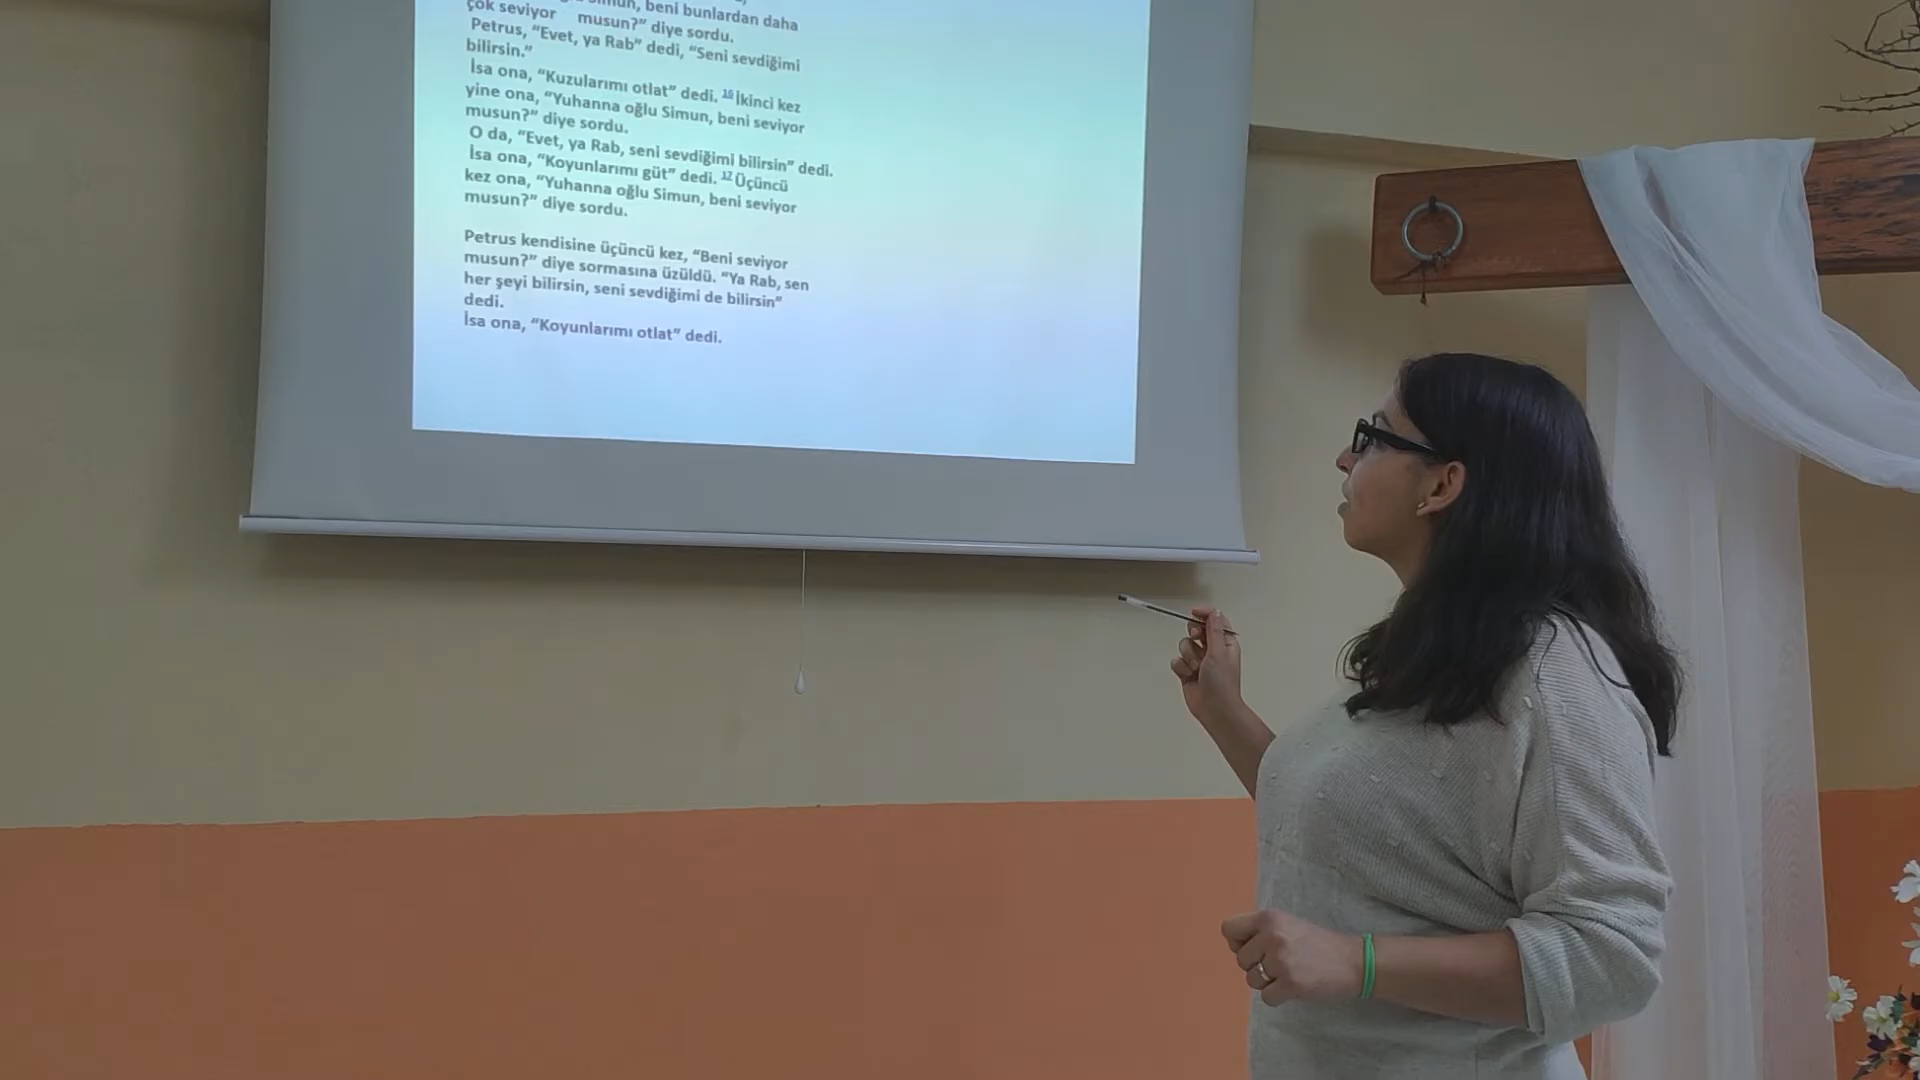 Simun, beni bunlardan daha
çok seviyor musun?” diye sordu.
Petrus, “Evet, ya Rab” dedi, “Seni sevdiğimi
bilirsin.”
İsa ona, “Kuzularımı otlat” dedi. 16 İkinci kez
yine ona, “Yuhanna oğlu Simun, beni seviyor
musun?” diye sordu.
O da, “Evet, ya Rab, seni sevdiğimi bilirsin” dedi.
İsa ona, “Koyunlarımı güt” dedi. 17 Üçüncü
kez ona, “Yuhanna oğlu Simun, beni seviyor
musun?” diye sordu.
Petrus kendisine üçüncü kez, “Beni seviyor
musun?” diye sormasına üzüldü. “Ya Rab, sen
her şeyi bilirsin, seni sevdiğimi de bilirsin”
dedi.
İsa ona, “Koyunlarımı otlat” dedi.